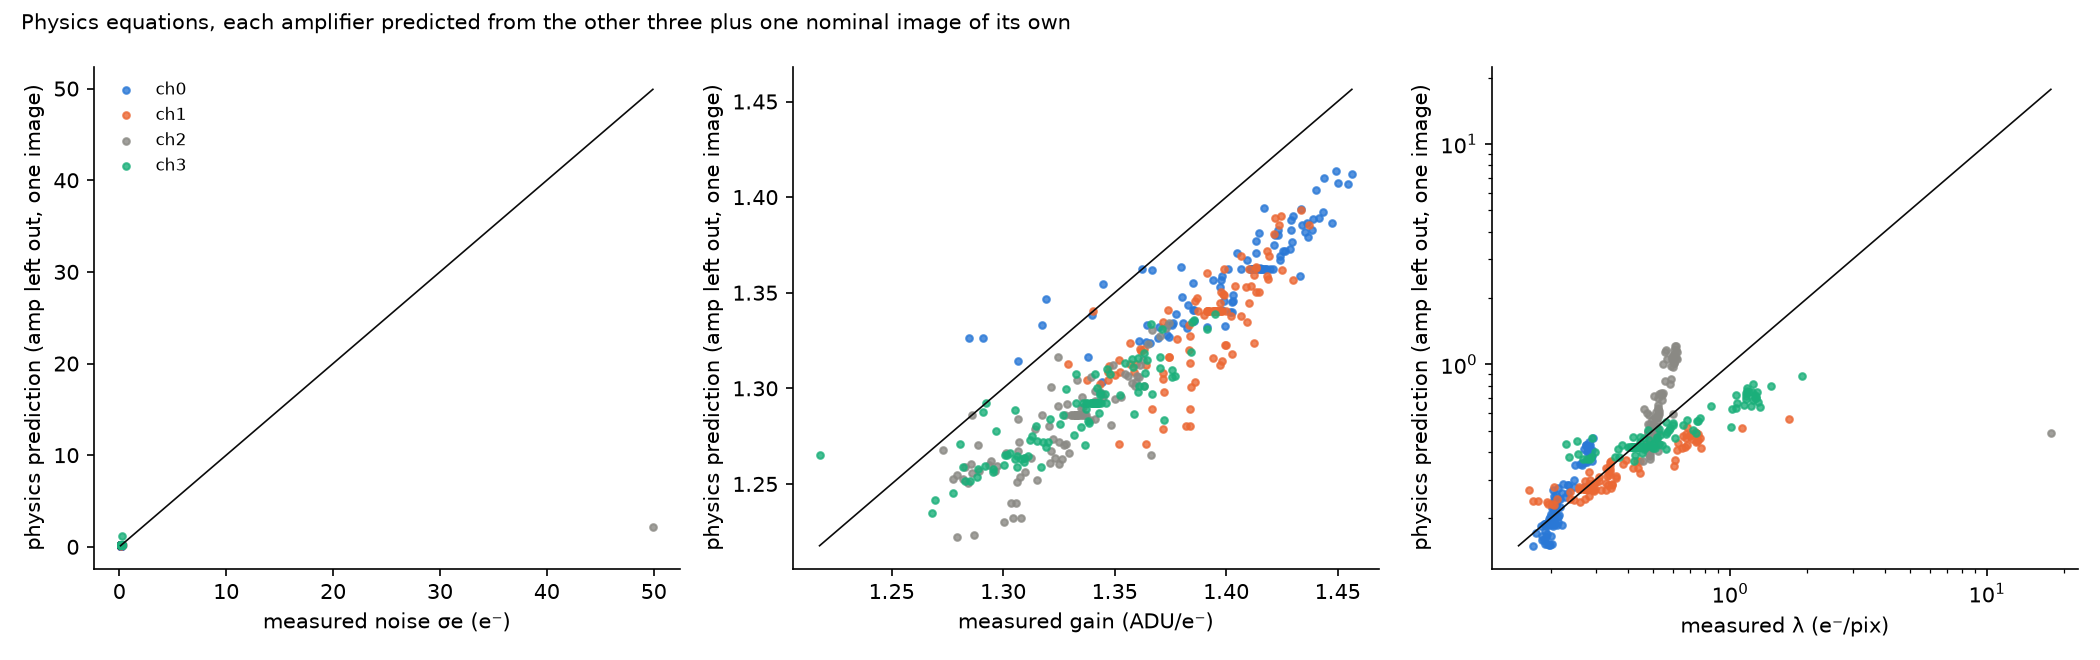 Physics equations, each amplifier predicted from the other three plus one nominal image of its own
physics prediction (amp left out, one image)
50
40
30
20
10
0
ch0
ch1
ch2
ch3
0 10 20 30 40 50
measured noise σe (e⁻)
physics prediction (amp left out, one image)
1.45
1.40
1.35
1.30
1.25
1.25 1.30 1.35 1.40 1.45
measured gain (ADU/e⁻)
physics prediction (amp left out, one image)
10¹
10⁰
10⁰ 10¹
measured λ (e⁻/pix)